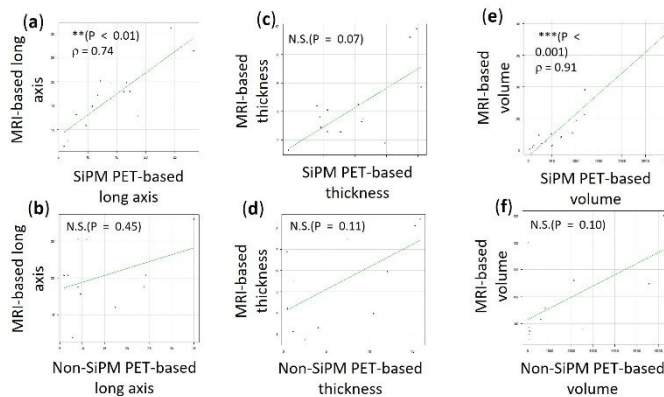 (a)
**(P < 0.01)
ρ = 0.74
MRI-based long
axis
SiPM PET-based
long axis
(c)
N.S.(P = 0.07)
MRI-based
thickness
SiPM PET-based
thickness
(e)
***(P <
0.001)
ρ = 0.91
MRI-based
volume
SiPM PET-based
volume
(b)
N.S.(P = 0.45)
MRI-based long
axis
Non-SiPM PET-based
long axis
(d)
N.S.(P = 0.11)
MRI-based
thickness
Non-SiPM PET-based
thickness
(f)
N.S.(P = 0.10)
MRI-based
volume
Non-SiPM PET-based
volume